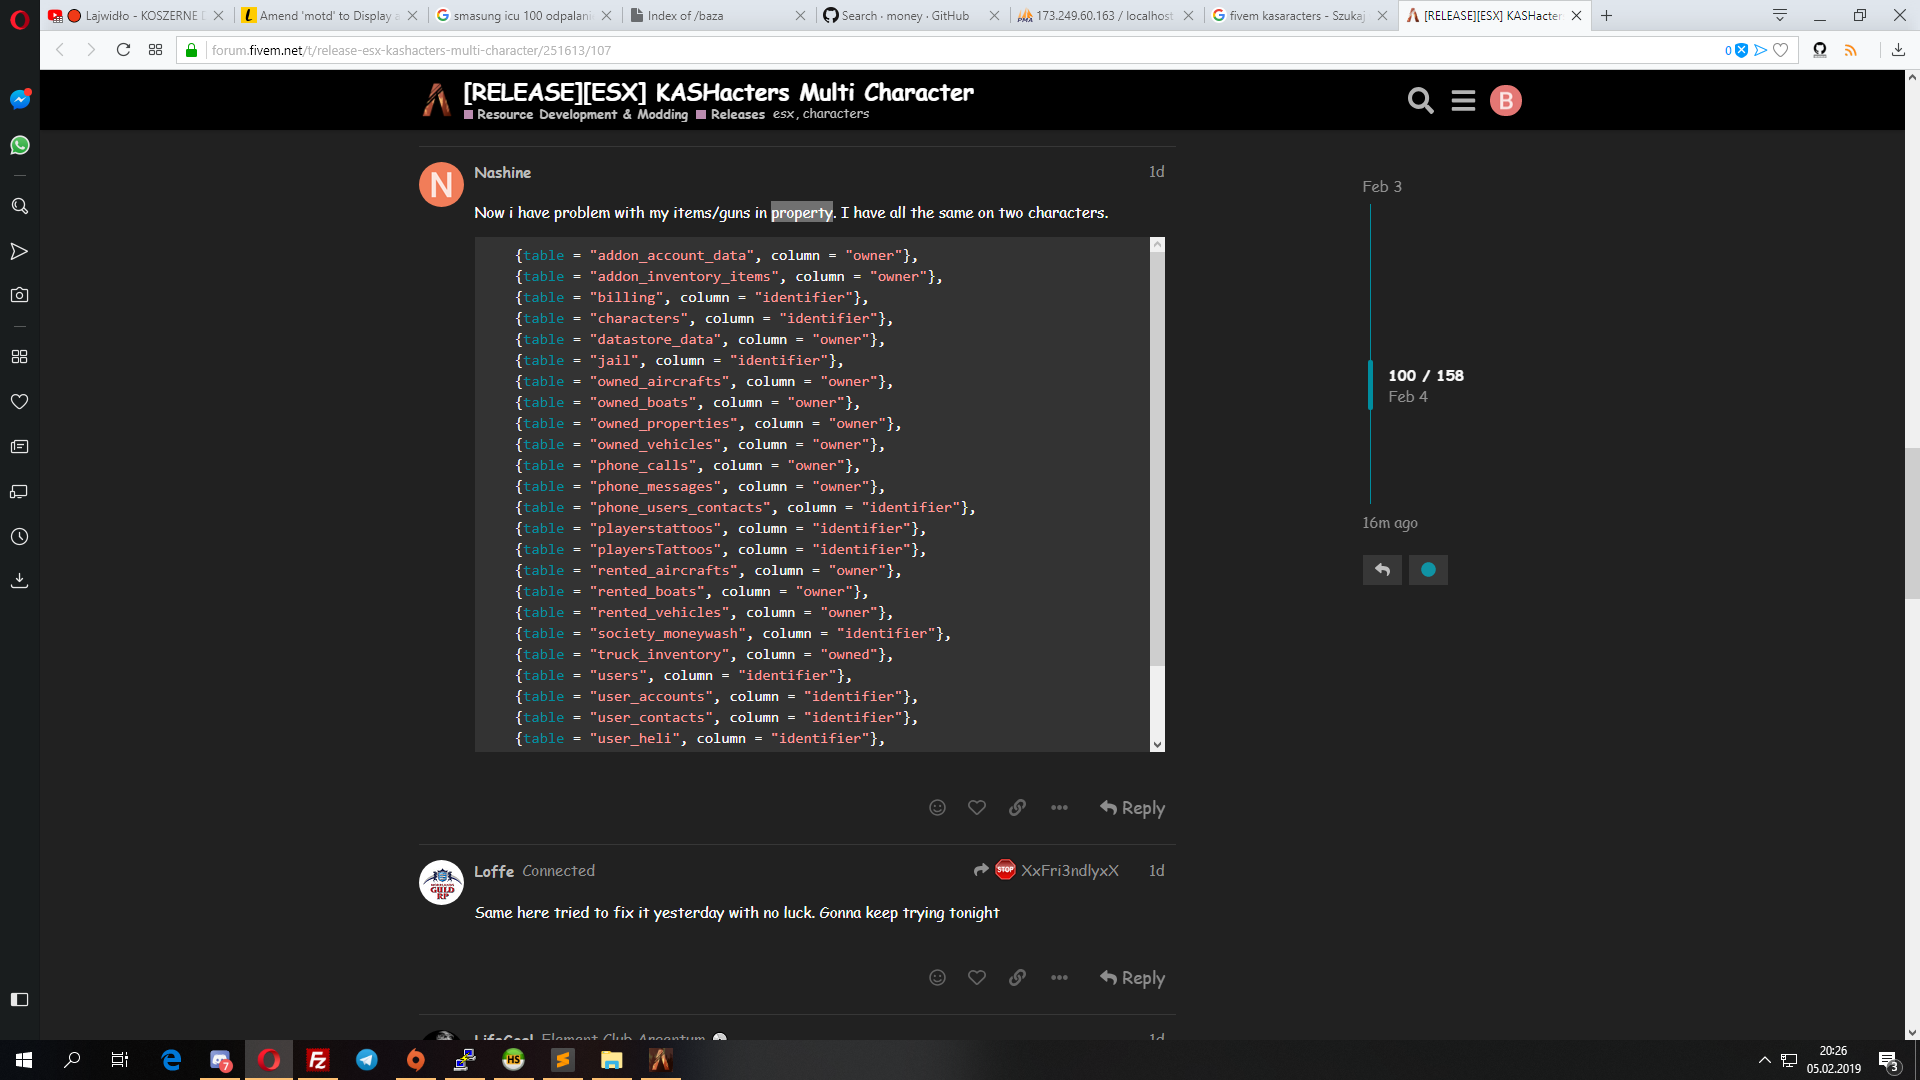 Lajwidło - KOSZERNE D
Amend 'motd' to Display a
smasung icu 100 odpalani
Index of /baza
Search · money · GitHub
173.249.60.163 / localhost
fivem kasaracters - Szukaj
[RELEASE][ESX] KASHacter
forum.fivem.net/t/release-esx-kashacters-multi-character/251613/107
0
[RELEASE][ESX] KASHacters Multi Character
Resource Development & Modding Releases esx, characters
B
N
Nashine
1d
Now i have problem with my items/guns in property. I have all the same on two characters.
{table = "addon_account_data", column = "owner"},
{table = "addon_inventory_items", column = "owner"},
{table = "billing", column = "identifier"},
{table = "characters", column = "identifier"},
{table = "datastore_data", column = "owner"},
{table = "jail", column = "identifier"},
{table = "owned_aircrafts", column = "owner"},
{table = "owned_boats", column = "owner"},
{table = "owned_properties", column = "owner"},
{table = "owned_vehicles", column = "owner"},
{table = "phone_calls", column = "owner"},
{table = "phone_messages", column = "owner"},
{table = "phone_users_contacts", column = "identifier"},
{table = "playerstattoos", column = "identifier"},
{table = "playersTattoos", column = "identifier"},
{table = "rented_aircrafts", column = "owner"},
{table = "rented_boats", column = "owner"},
{table = "rented_vehicles", column = "owner"},
{table = "society_moneywash", column = "identifier"},
{table = "truck_inventory", column = "owned"},
{table = "users", column = "identifier"},
{table = "user_accounts", column = "identifier"},
{table = "user_contacts", column = "identifier"},
{table = "user_heli", column = "identifier"},
Reply
Loffe Connected
STOP XxFri3ndlyxX
1d
Same here tried to fix it yesterday with no luck. Gonna keep trying tonight
Reply
LifeGoal Element Club Argentum
1d
Feb 3
100 / 158
Feb 4
16m ago
7
HS
20:26
05.02.2019
3